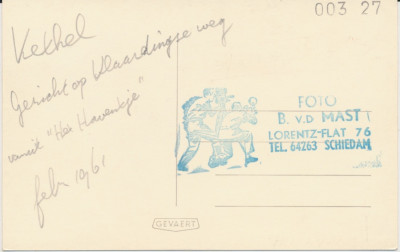 003 27
Kethel
Gezicht op Vlaardingse weg
vanuit "Het Haventje"
febr. 1961
FOTO
B. v.d MAST
LORENTZ-FLAT 76
TEL. 64263 SCHIEDAM
GEVAERT